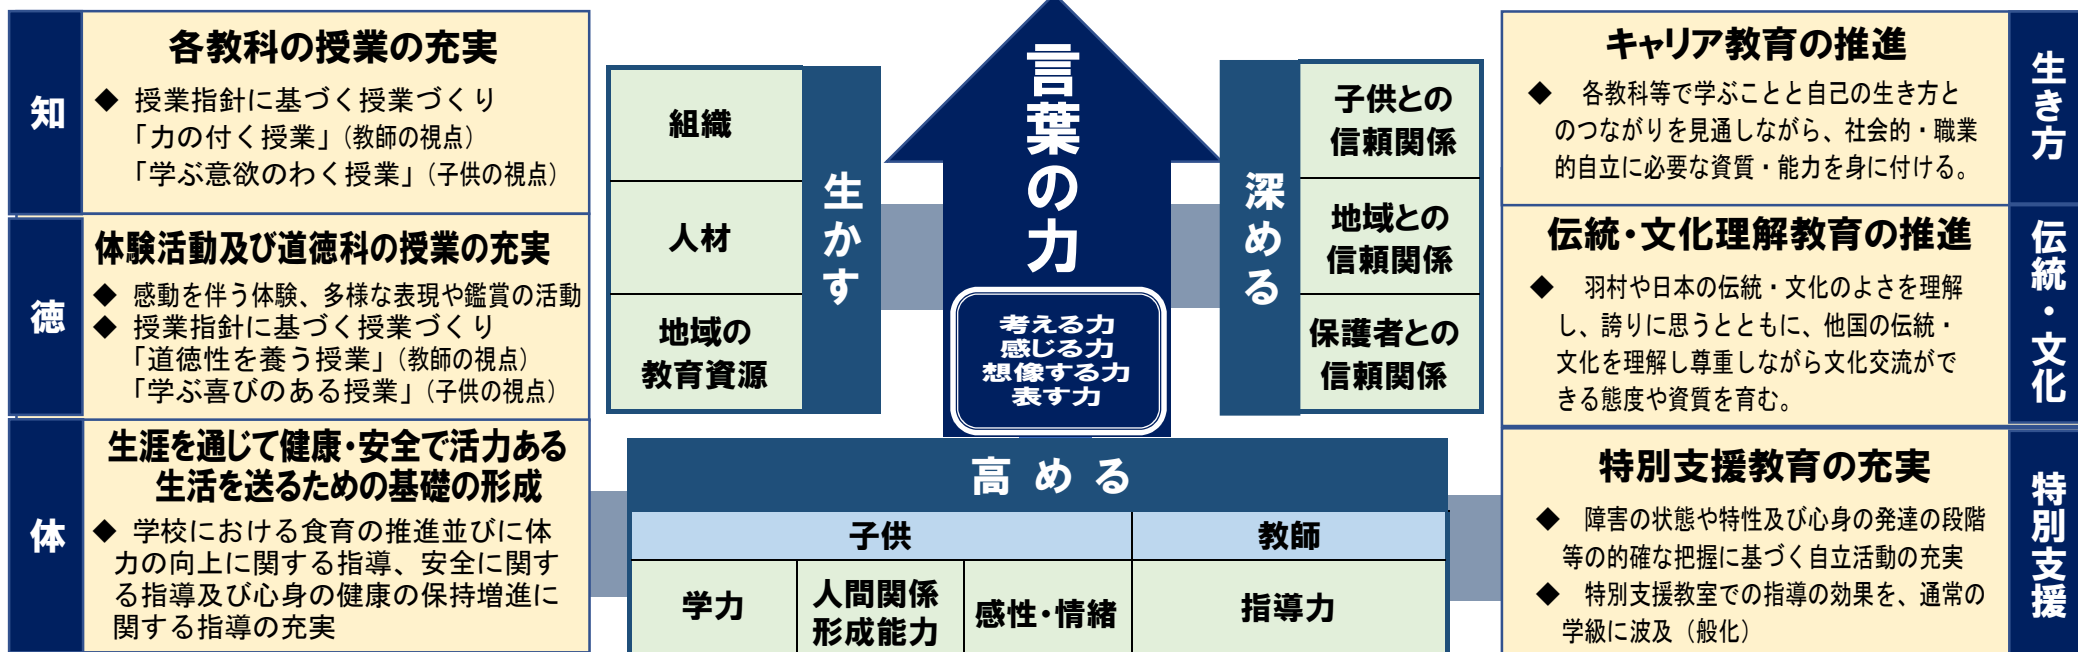 知
各教科の授業の充実
◆ 授業指針に基づく授業づくり
「力の付く授業」(教師の視点)
「学ぶ意欲のわく授業」(子供の視点)
徳
体験活動及び道徳科の授業の充実
◆ 感動を伴う体験、多様な表現や鑑賞の活動
◆ 授業指針に基づく授業づくり
「道徳性を養う授業」(教師の視点)
「学ぶ喜びのある授業」(子供の視点)
体
生涯を通じて健康・安全で活力ある
生活を送るための基礎の形成
◆ 学校における食育の推進並びに体
力の向上に関する指導、安全に関す
る指導及び心身の健康の保持増進に
関する指導の充実
組織
人材
地域の
教育資源
生かす
言葉の力
考える力
感じる力
想像する力
表す力
深める
子供との
信頼関係
地域との
信頼関係
保護者との
信頼関係
高める
子供
教師
学力
人間関係
形成能力
感性・情緒
指導力
キャリア教育の推進
◆ 各教科等で学ぶことと自己の生き方と
のつながりを見通しながら、社会的・職業
的自立に必要な資質・能力を身に付ける。
生き方
伝統・文化理解教育の推進
◆ 羽村や日本の伝統・文化のよさを理解
し、誇りに思うとともに、他国の伝統・
文化を理解し尊重しながら文化交流がで
きる態度や資質を育む。
伝統・文化
特別支援教育の充実
◆ 障害の状態や特性及び心身の発達の段階
等の的確な把握に基づく自立活動の充実
◆ 特別支援教室での指導の効果を、通常の
学級に波及(般化)
特別支援